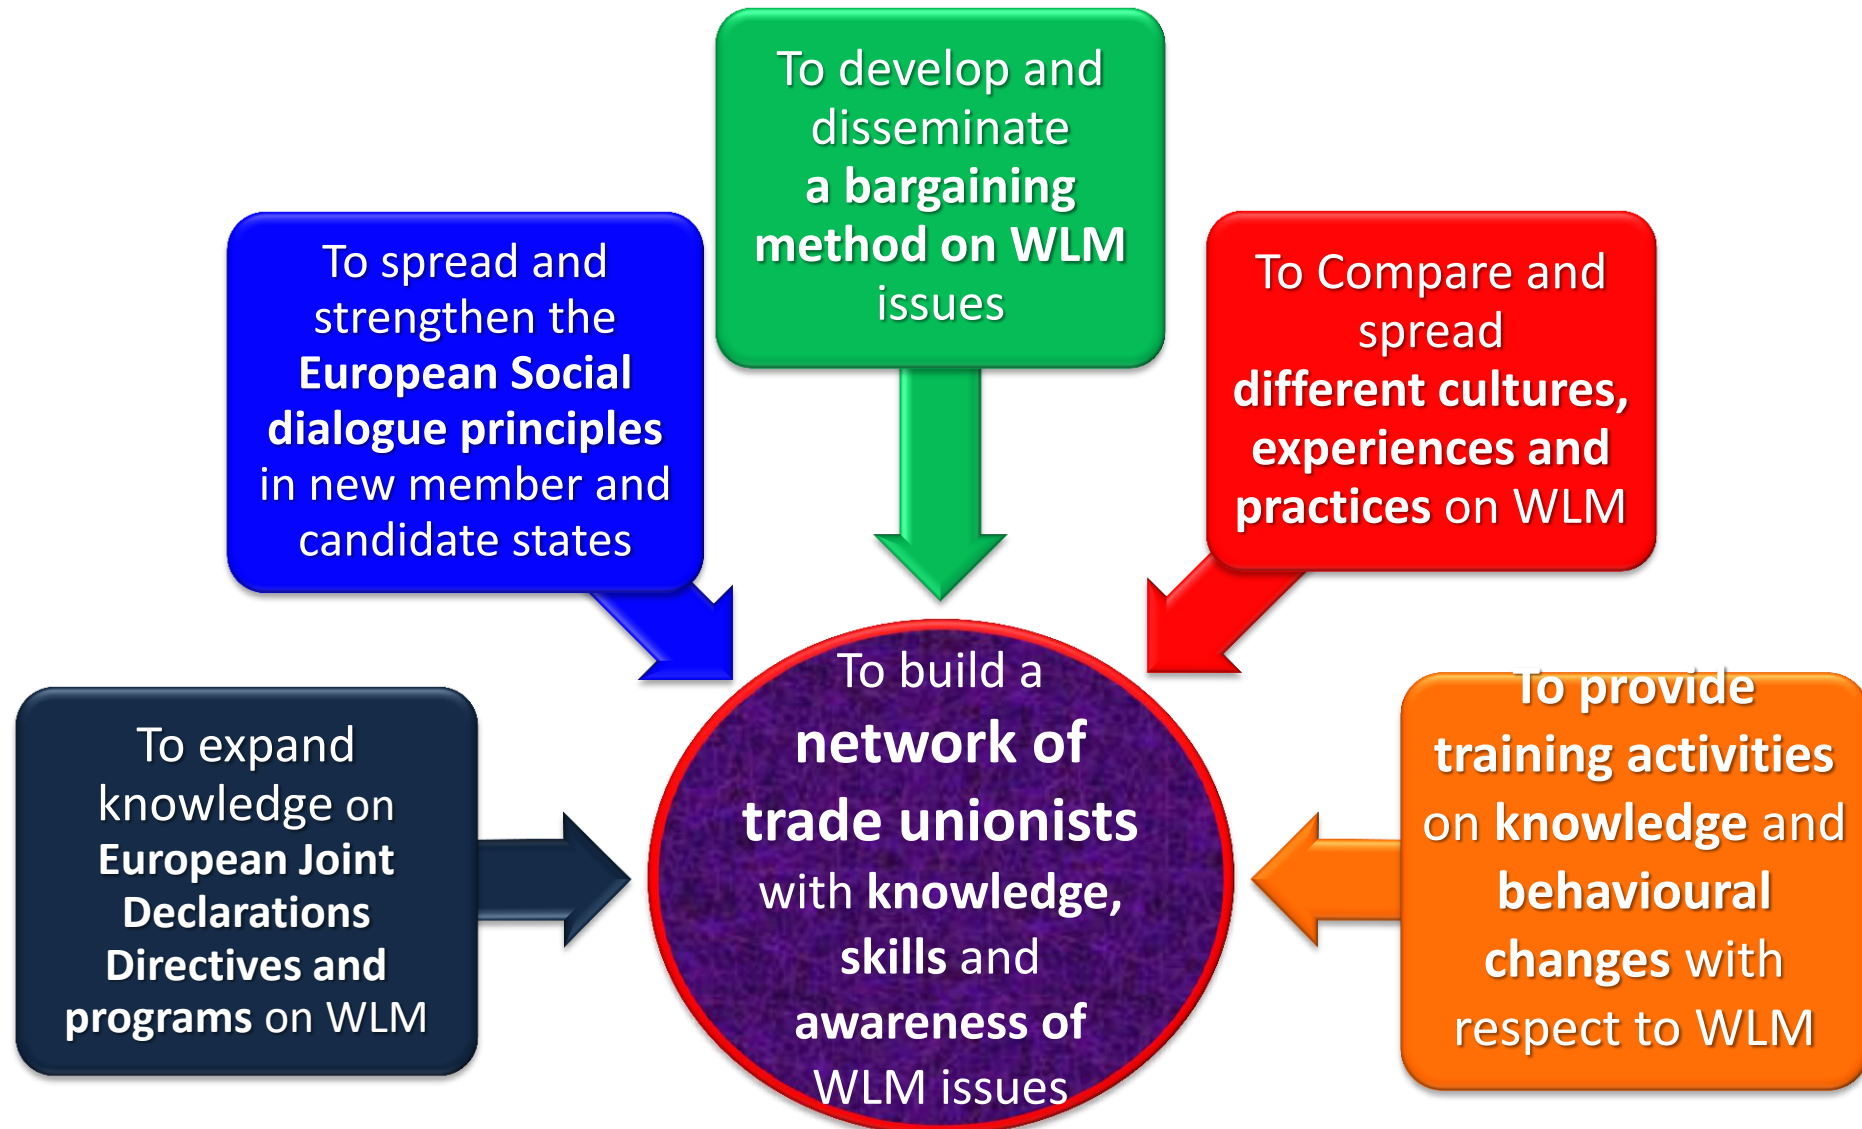 To develop and
disseminate
a bargaining
method on WLM
issues
To spread and
strengthen the
European Social
dialogue principles
in new member and
candidate states
To Compare and
spread
different cultures,
experiences and
practices on WLM
To expand
knowledge on
European Joint
Declarations
Directives and
programs on WLM
To build a
network of
trade unionists
with knowledge,
skills and
awareness of
WLM issues
To provide
training activities
on knowledge and
behavioural
changes with
respect to WLM